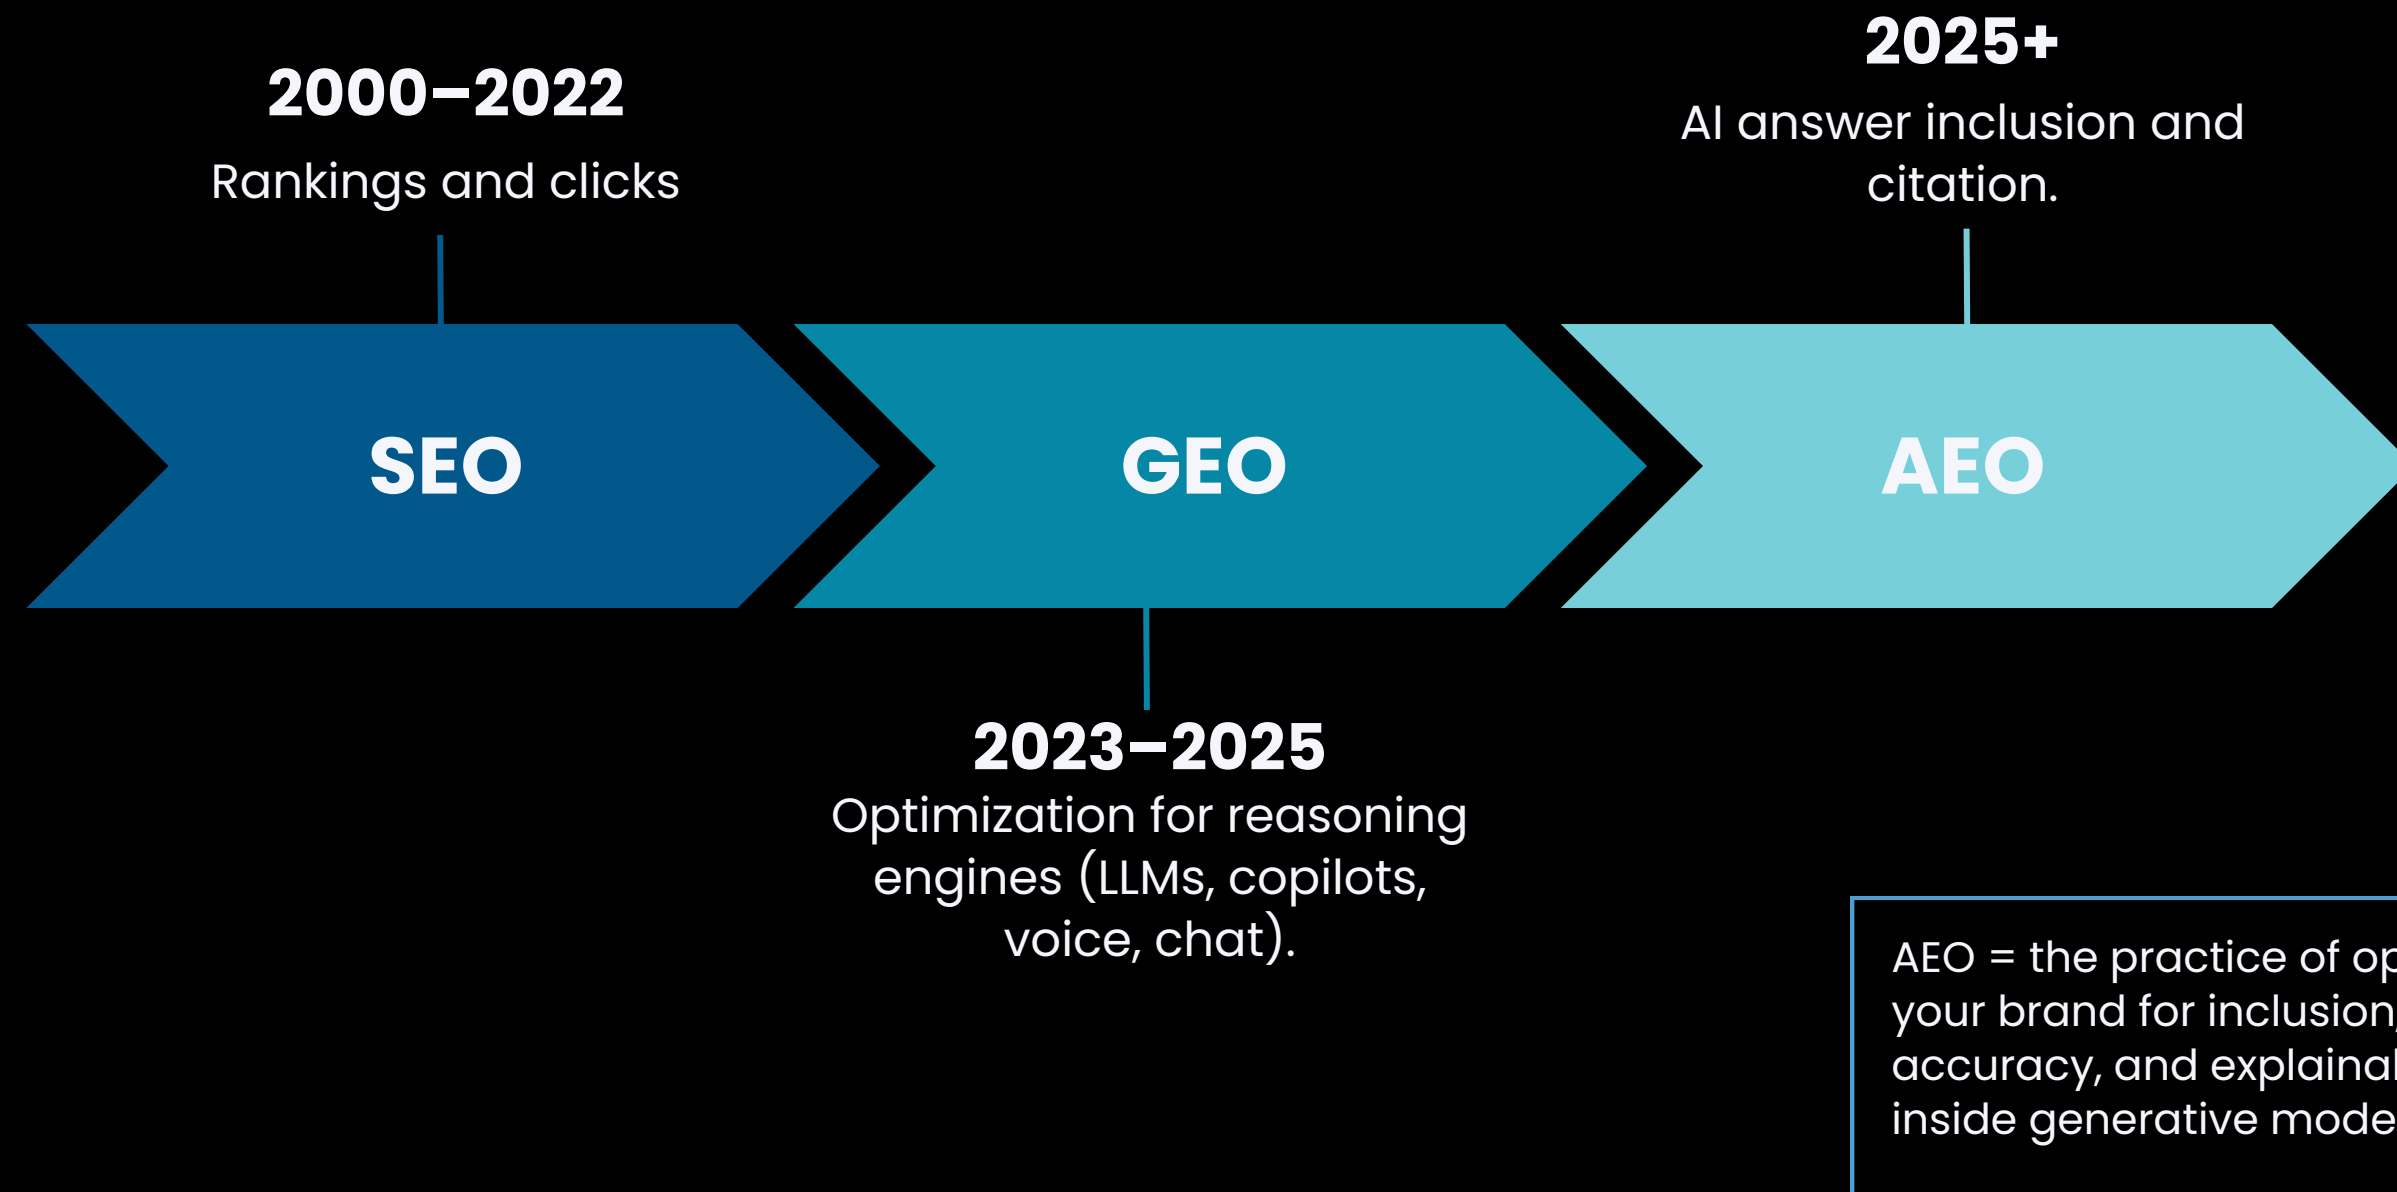 2000–2022
Rankings and clicks
2025+
AI answer inclusion and
citation.
SEO
GEO
AEO
2023–2025
Optimization for reasoning
engines (LLMs, copilots,
voice, chat).
AEO = the practice of
your brand for inclusion,
accuracy, and
inside generative